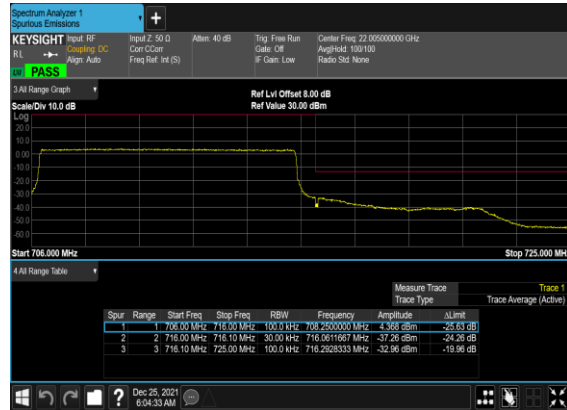 Spectrum Analyzer 1
Spurious Emissions
KEYSIGHT Input: RF Input Z: 50 Ω Atten: 40 dB Trig: Free Run Center Freq: 22.005000000 GHz
RL Coupling: DC Corr CCorr Gate: Off Avg|Hold: 100/100
Align: Auto Freq Ref: Int (S) IF Gain: Low Radio Std: None
PASS
3 All Range Graph
Ref Lvl Offset 8.00 dB
Scale/Div 10.0 dB Ref Value 30.00 dBm
Log
20.0
10.0
0.00
-10.0
-20.0
-30.0
-40.0
-50.0
-60.0
Start 706.000 MHz Stop 725.000 MH
4 All Range Table
Measure Trace Trace 1
Trace Type Trace Average (Active)
Spur Range Start Freq Stop Freq RBW Frequency Amplitude ΔLimit
1 1 706.00 MHz 716.00 MHz 100.0 kHz 708.2500000 MHz 4.368 dBm -25.63 dB
2 2 716.00 MHz 716.10 MHz 30.00 kHz 716.0611667 MHz -37.26 dBm -24.26 dB
3 3 716.10 MHz 725.00 MHz 100.0 kHz 716.2928333 MHz -32.96 dBm -19.96 dB
? Dec 25, 2021
6:04:33 AM